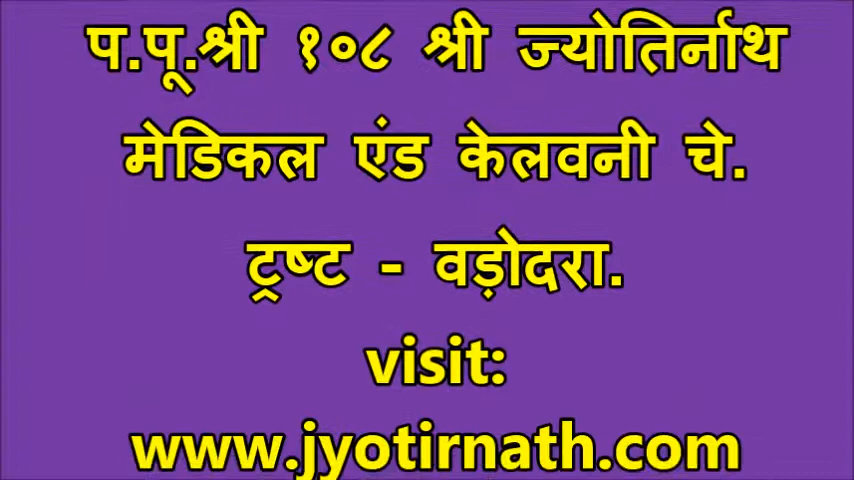 प.पू.श्री १०८ श्री ज्योतिर्नाथ
मेडिकल एंड केलवनी चे.
ट्रष्ट - वड़ोदरा.
visit:
www.jyotirnath.com